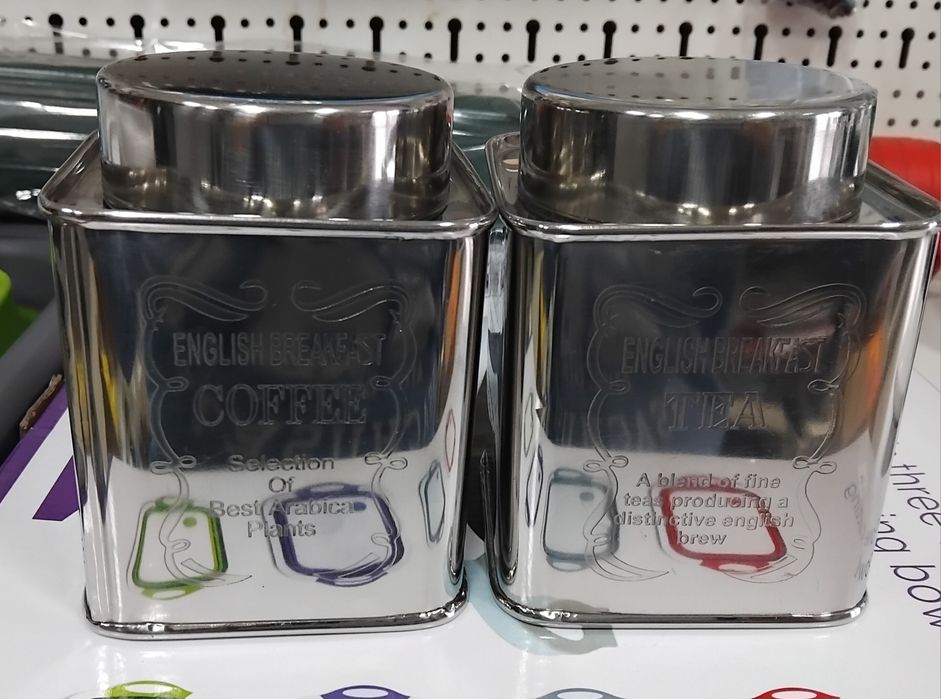 ENGLISH BREAKFAST
COFFEE
Selection
Of
Best Arabica
Plants
ENGLISH BREAKFAST
TEA
A blend of fine
teas producing a
distinctive english
brew